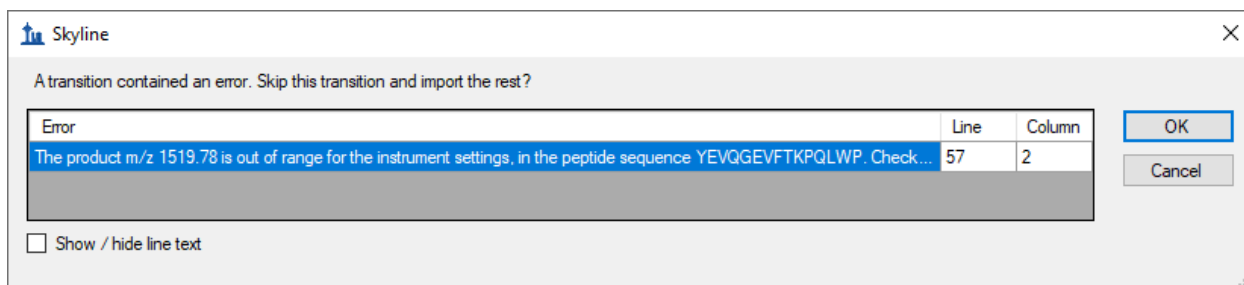 Skyline
A transition contained an error. Skip this transition and import the rest?
Error Line Column
The product m/z 1519.78 is out of range for the instrument settings, in the peptide sequence YEVQGEVFTKPQLWP. Check... 57 2
OK
Cancel
Show / hide line text